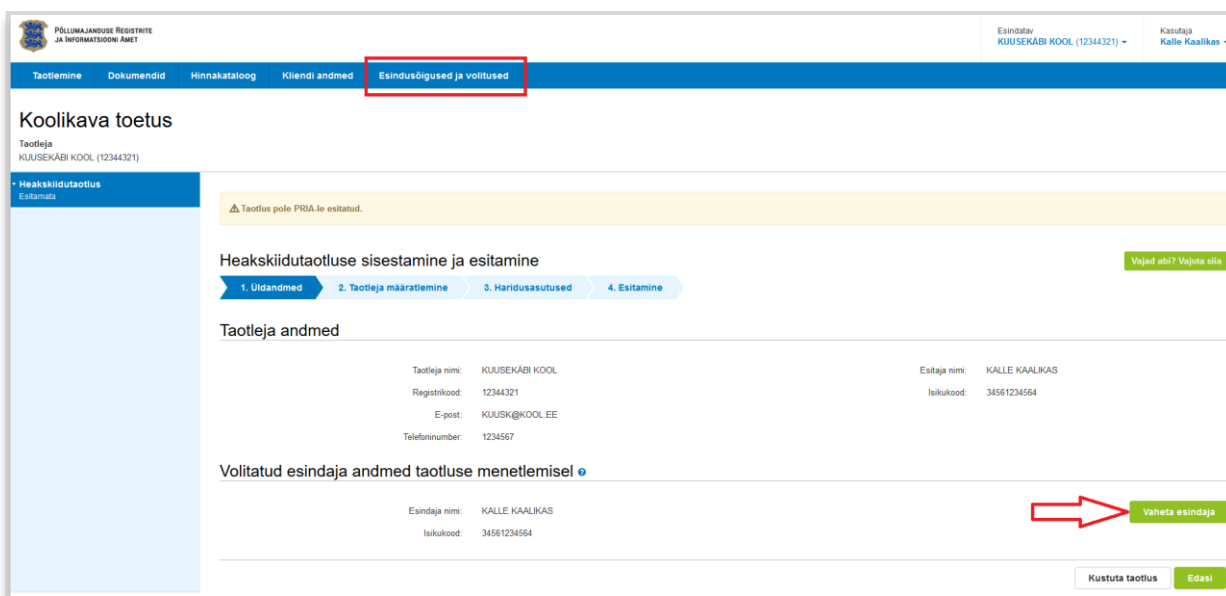 PÕLLUMAJANDUSE REGISTRITE
JA INFORMATSIOONI AMET
Esindatav
KUUSEKÄBI KOOL (12344321)
Kasutaja
Kalle Kaalikas
Taotlemine Dokumendid Hinnakataloog Kliendi andmed Esindusõigused ja volitused
Koolikava toetus
Taotleja
KUUSEKÄBI KOOL (12344321)
Heakskiidutaotlus
Esitamata
Taotlus pole PRIA-le esitatud.
Heakskiidutaotluse sisestamine ja esitamine
Vajad abi? Vajuta siia
1. Üldandmed 2. Taotleja määratlemine 3. Haridusasutused 4. Esitamine
Taotleja andmed
Taotleja nimi: KUUSEKÄBI KOOL Esitaja nimi: KALLE KAALIKAS
Registrikood: 12344321 Isikukood: 34561234564
E-post: KUUSK@KOOL.EE
Telefoninumber: 1234567
Volitatud esindaja andmed taotluse menetlemisel ?
Esindaja nimi: KALLE KAALIKAS
Vaheta esindaja
Isikukood: 34561234564
Kustuta taotlus Edasi